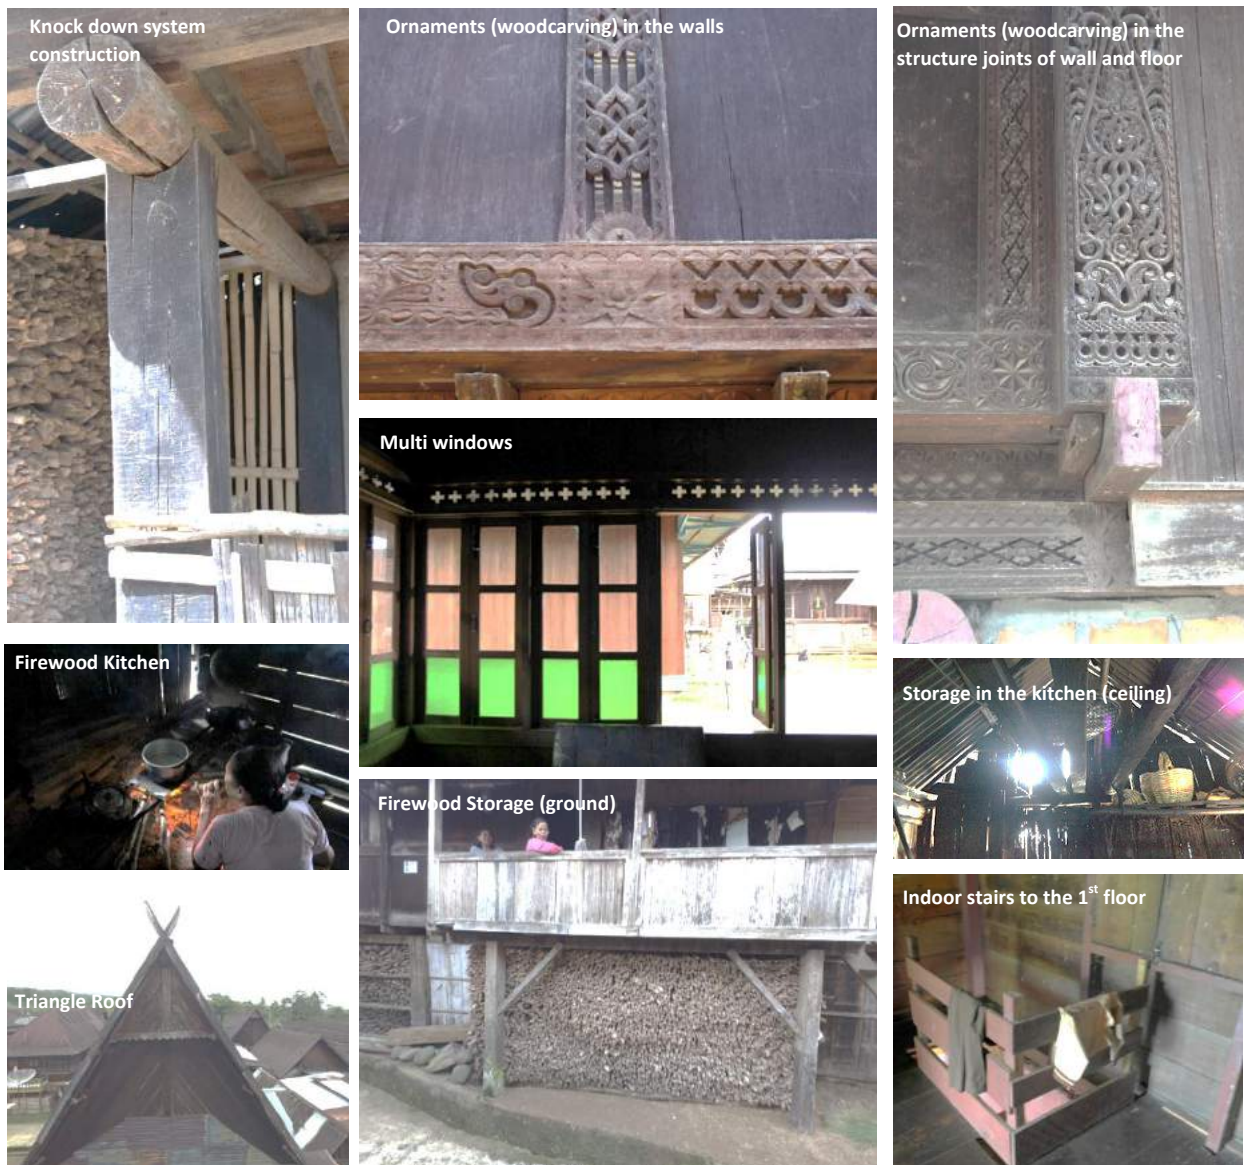 Knock down system
construction
Ornaments (woodcarving) in the walls
Ornaments (woodcarving) in the
structure joints of wall and floor
Multi windows
Firewood Kitchen
Storage in the kitchen (ceiling)
Firewood Storage (ground)
Indoor stairs to the 1st floor
Triangle Roof